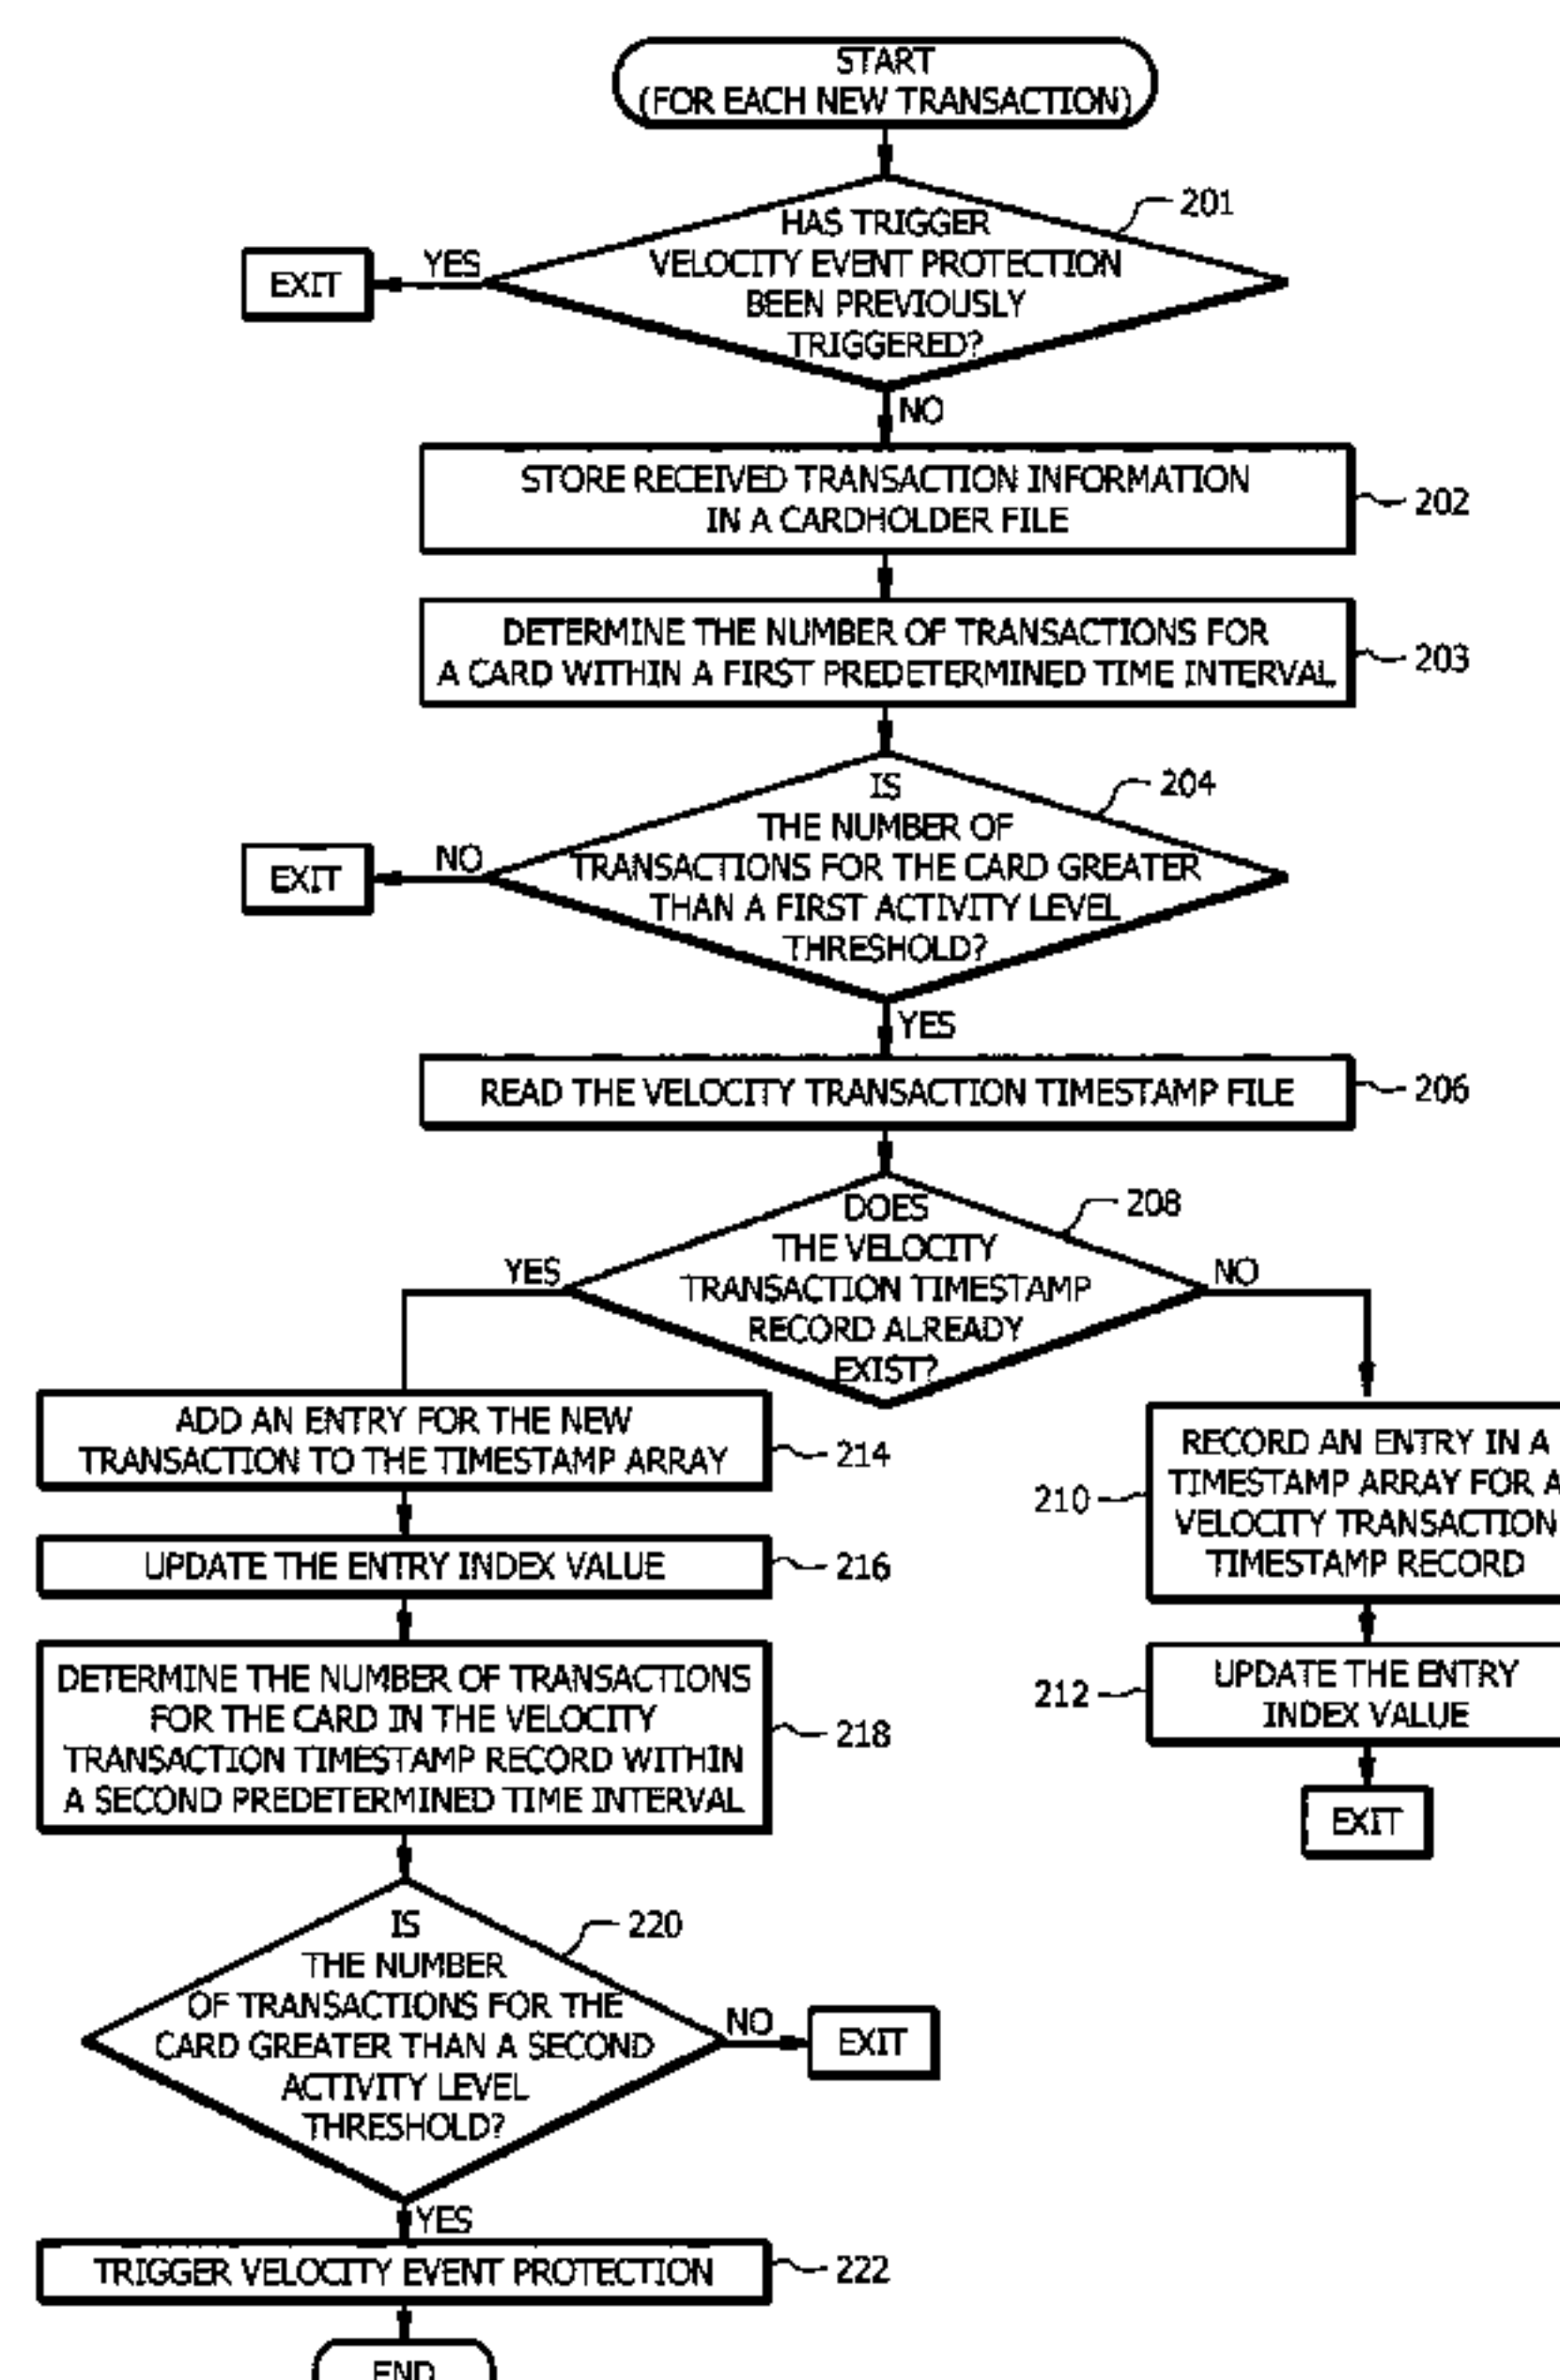 START
(FOR EACH NEW TRANSACTION)
201
HAS TRIGGER
VELOCITY EVENT PROTECTION
BEEN PREVIOUSLY
TRIGGERED?
YES
EXIT
NO
STORE RECEIVED TRANSACTION INFORMATION
IN A CARDHOLDER FILE
202
DETERMINE THE NUMBER OF TRANSACTIONS FOR
A CARD WITHIN A FIRST PREDETERMINED TIME INTERVAL
203
204
IS
THE NUMBER OF
TRANSACTIONS FOR THE CARD GREATER
THAN A FIRST ACTIVITY LEVEL
THRESHOLD?
NO
EXIT
YES
READ THE VELOCITY TRANSACTION TIMESTAMP FILE
206
208
DOES
THE VELOCITY
TRANSACTION TIMESTAMP
RECORD ALREADY
EXIST?
YES
NO
ADD AN ENTRY FOR THE NEW
TRANSACTION TO THE TIMESTAMP ARRAY
214
UPDATE THE ENTRY INDEX VALUE
216
DETERMINE THE NUMBER OF TRANSACTIONS
FOR THE CARD IN THE VELOCITY
TRANSACTION TIMESTAMP RECORD WITHIN
A SECOND PREDETERMINED TIME INTERVAL
218
RECORD AN ENTRY IN A
TIMESTAMP ARRAY FOR A
VELOCITY TRANSACTION
TIMESTAMP RECORD
210
UPDATE THE ENTRY
INDEX VALUE
212
EXIT
220
IS
THE NUMBER
OF TRANSACTIONS FOR THE
CARD GREATER THAN A SECOND
ACTIVITY LEVEL
THRESHOLD?
NO
EXIT
YES
TRIGGER VELOCITY EVENT PROTECTION
222
END